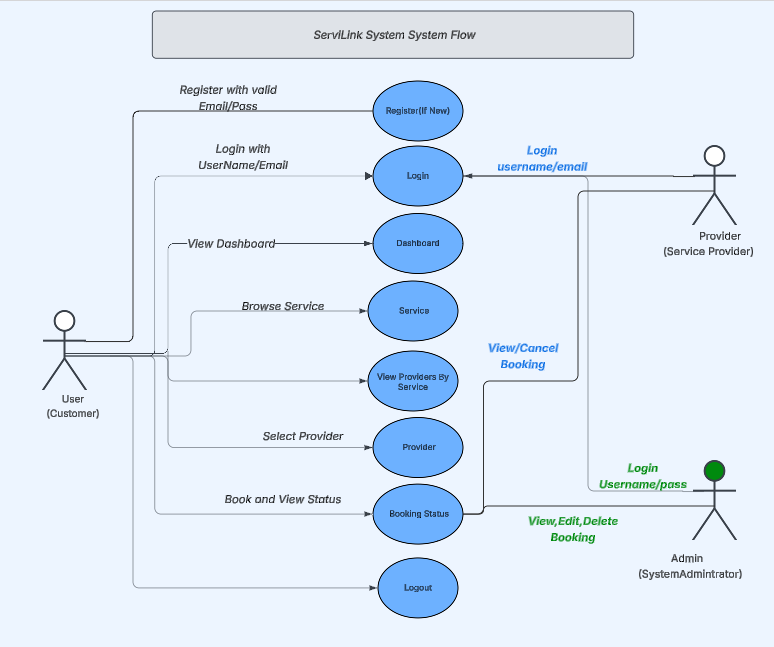 ServiLink System System Flow
Register with valid
Email/Pass
Register(If New)
Login with
UserName/Email
Login
Login
username/email
Provider
(Service Provider)
View Dashboard
Dashboard
Browse Service
Service
View/Cancel
Booking
View Providers By
Service
User
(Customer)
Select Provider
Provider
Login
Username/pass
Book and View Status
Booking Status
View,Edit,Delete
Booking
Admin
(SystemAdmintrator)
Logout